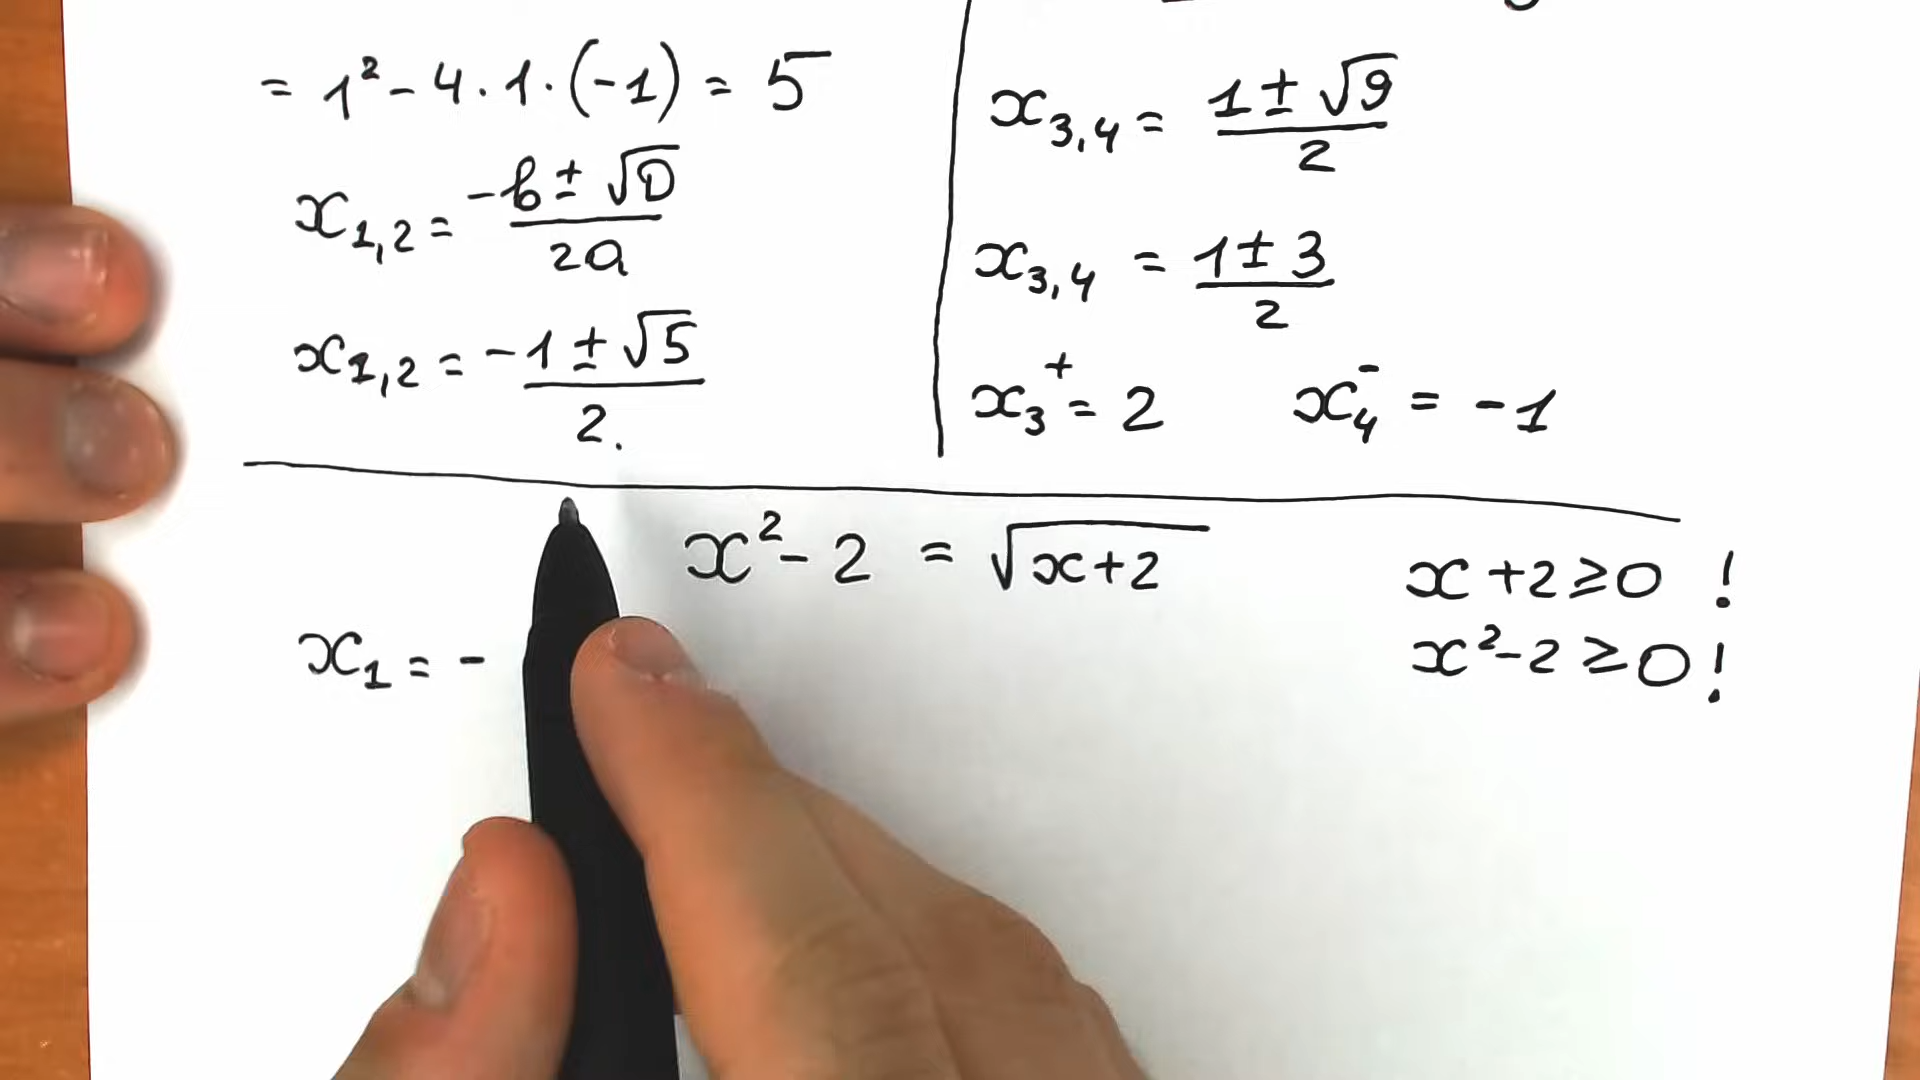 = 1² - 4 · 1 · (-1) = 5
x₁,₂ = (-b ± √D) / 2a
x₁,₂ = (-1 ± √5) / 2.
x₃,₄ = (1 ± √9) / 2
x₃,₄ = (1 ± 3) / 2
x₃⁺ = 2 x₄⁻ = -1
x² - 2 = √(x+2)
x + 2 ≥ 0 !
x² - 2 ≥ 0 !
x₁ = -